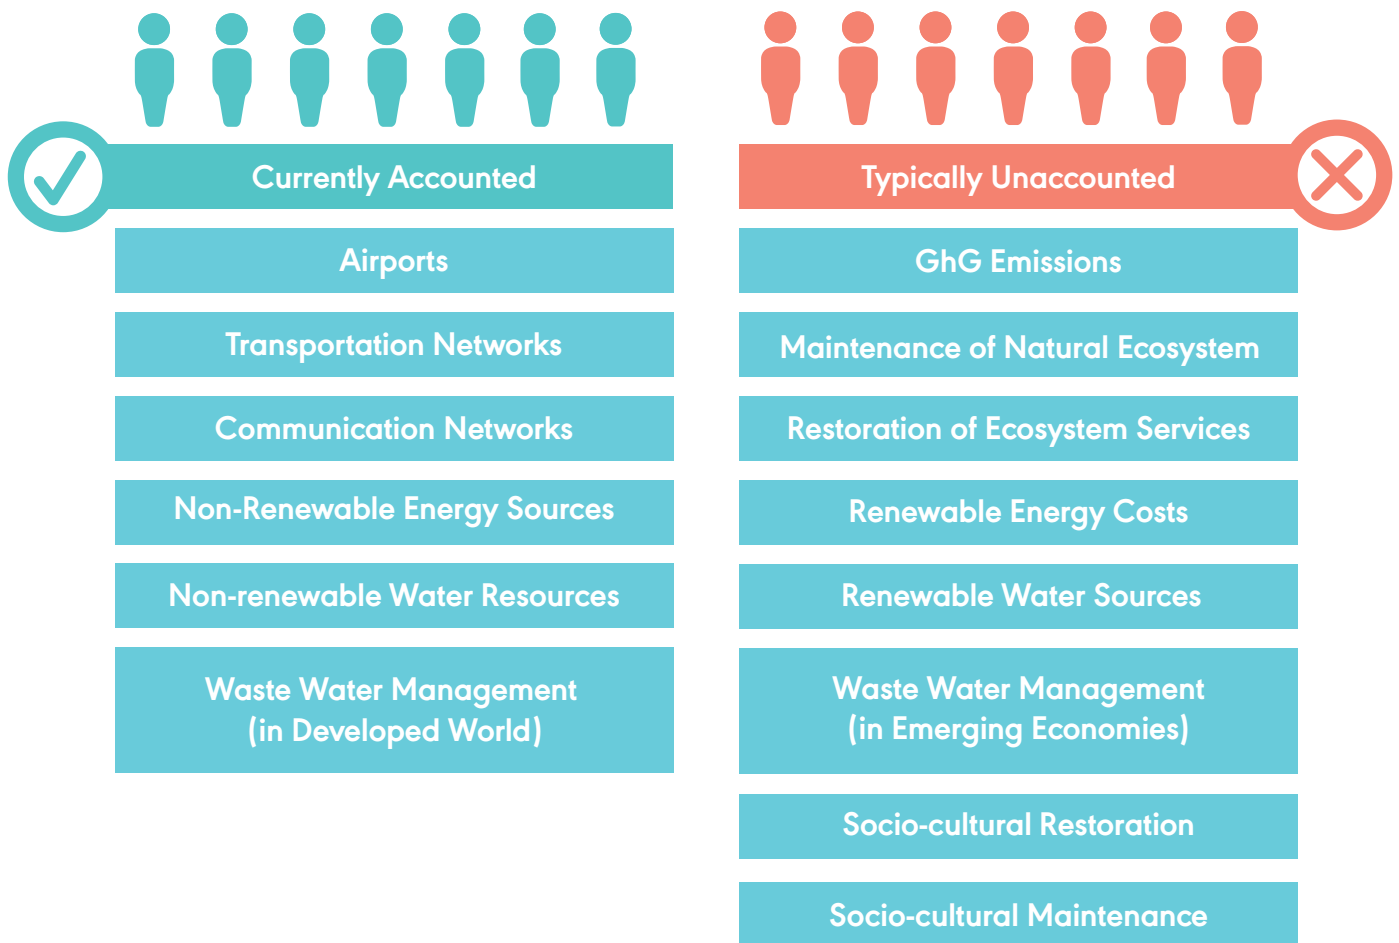 Currently Accounted
Airports
Transportation Networks
Communication Networks
Non-Renewable Energy Sources
Non-renewable Water Resources
Waste Water Management
(in Developed World)
Typically Unaccounted
GhG Emissions
Maintenance of Natural Ecosystem
Restoration of Ecosystem Services
Renewable Energy Costs
Renewable Water Sources
Waste Water Management
(in Emerging Economies)
Socio-cultural Restoration
Socio-cultural Maintenance